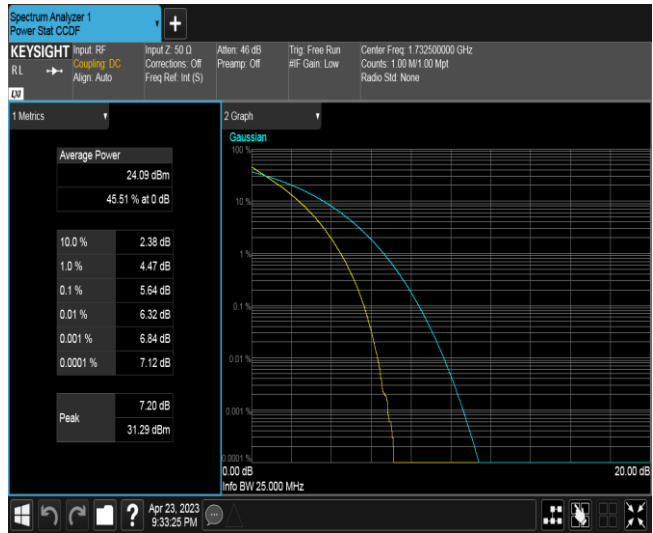 Spectrum Analyzer 1
Power Stat CCDF
KEYSIGHT
R L
LXI
Input: RF
Coupling: DC
Align: Auto
Input Z: 50 Ω
Corrections: Off
Freq Ref: Int (S)
Atten: 46 dB
Preamp: Off
Trig: Free Run
#IF Gain: Low
Center Freq: 1.732500000 GHz
Counts: 1.00 M/1.00 Mpt
Radio Std: None
1 Metrics
Average Power
24.09 dBm
45.51 % at 0 dB
10.0 % 2.38 dB
1.0 % 4.47 dB
0.1 % 5.64 dB
0.01 % 6.32 dB
0.001 % 6.84 dB
0.0001 % 7.12 dB
Peak
7.20 dB
31.29 dBm
2 Graph
Gaussian
100 %
10 %
1 %
0.1 %
0.01 %
0.001 %
0.0001 %
0.00 dB
20.00 dB
Info BW 25.000 MHz
?
Apr 23, 2023
9:33:25 PM